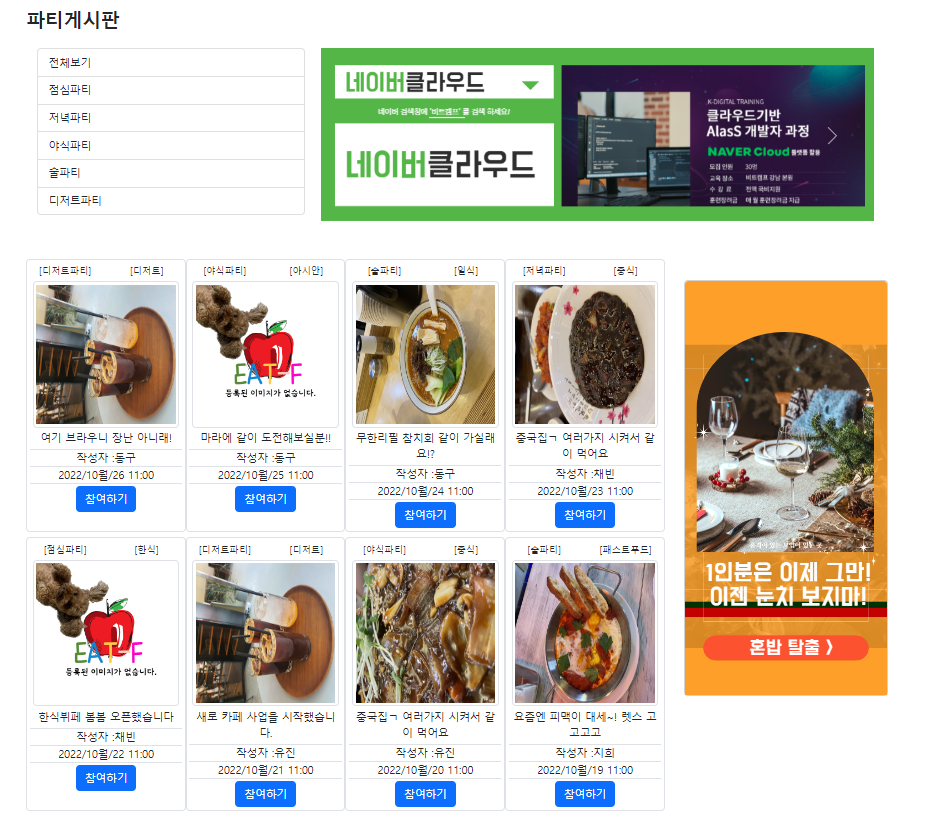 파티게시판
전체보기
점심파티
저녁파티
야식파티
술파티
디저트파티
네이버클라우드
네이버 검색창에 '비트캠프' 를 검색 하세요!
네이버클라우드
K-DIGITAL TRAINING
클라우드기반
AIasS 개발자 과정
NAVER Cloud 플랫폼 활용
모집 인원 30명
교육 장소 비트캠프 강남 본원
수 강 료 전액 국비지원
훈련장려금 매 월 훈련장려금 지급
[디저트파티] [디저트]
여기 브라우니 장난 아니래!
작성자 :동구
2022/10월/26 11:00
참여하기
[야식파티] [아시안]
EAT-F
등록된 이미지가 없습니다.
마라에 같이 도전해보실분!!
작성자 :동구
2022/10월/25 11:00
참여하기
[술파티] [일식]
무한리필 참치회 같이 가실래
요!?
작성자 :동구
2022/10월/24 11:00
참여하기
[저녁파티] [중식]
중국집ㄱ 여러가지 시켜서 같
이 먹어요
작성자 :채빈
2022/10월/23 11:00
참여하기
[점심파티] [한식]
EAT-F
등록된 이미지가 없습니다.
한식뷔페 봄봄 오픈했습니다
작성자 :채빈
2022/10월/22 11:00
참여하기
[디저트파티] [디저트]
새로 카페 사업을 시작했습니
다.
작성자 :유진
2022/10월/21 11:00
참여하기
[야식파티] [중식]
중국집ㄱ 여러가지 시켜서 같
이 먹어요
작성자 :유진
2022/10월/20 11:00
참여하기
[술파티] [패스트푸드]
요즘엔 피맥이 대세~! 렛스 고
고고고고
작성자 :지희
2022/10월/19 11:00
참여하기
1인분은 이제 그만!
이젠 눈치 보지마!
혼밥 탈출 》